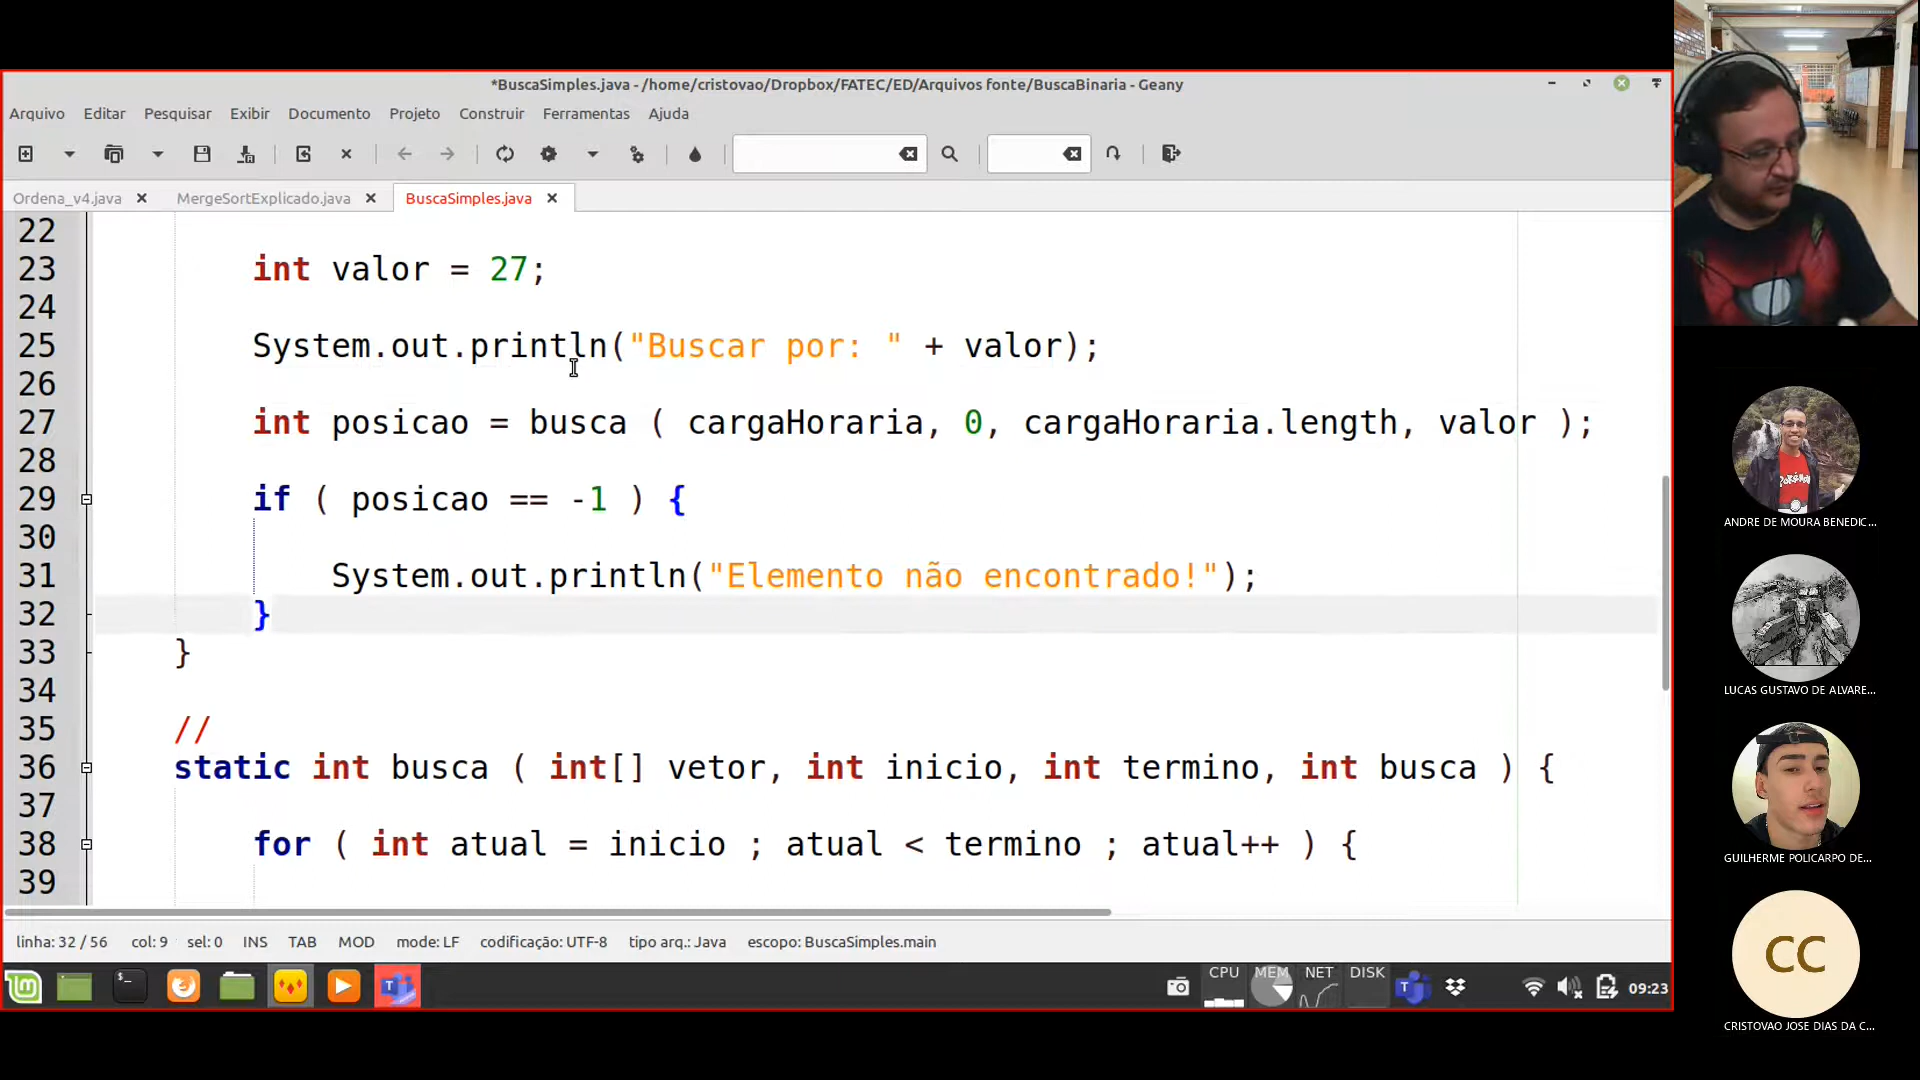 *BuscaSimples.java - /home/cristovao/Dropbox/FATEC/ED/Arquivos fonte/BuscaBinaria - Geany
Arquivo Editar Pesquisar Exibir Documento Projeto Construir Ferramentas Ajuda
Ordena_v4.java MergeSortExplicado.java BuscaSimples.java
22
23 int valor = 27;
24
25 System.out.println("Buscar por: " + valor);
26
27 int posicao = busca ( cargaHoraria, 0, cargaHoraria.length, valor );
28
29 if ( posicao == -1 ) {
30
31 System.out.println("Elemento não encontrado!");
32 }
33 }
34
35 //
36 static int busca ( int[] vetor, int inicio, int termino, int busca ) {
37
38 for ( int atual = inicio ; atual < termino ; atual++ ) {
39
linha: 32 / 56 col: 9 sel: 0 INS TAB MOD mode: LF codificação: UTF-8 tipo arq.: Java escopo: BuscaSimples.main
CPU MEM NET DISK 09:23
POKÉMON
ANDRE DE MOURA BENEDIC...
LUCAS GUSTAVO DE ALVARE...
GUILHERME POLICARPO DE...
CC
CRISTOVAO JOSE DIAS DA C...